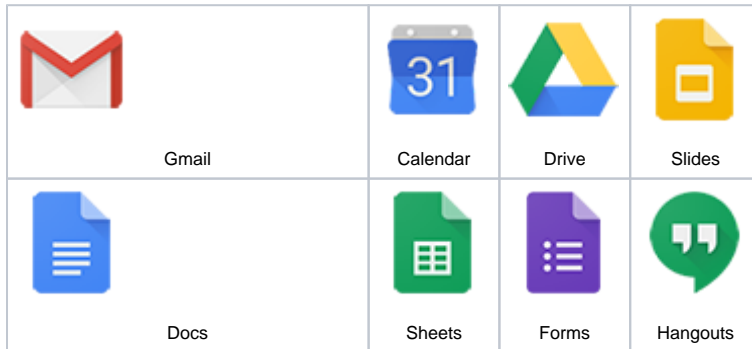 31
Gmail
Calendar
Drive
Slides
Docs
Sheets
Forms
Hangouts